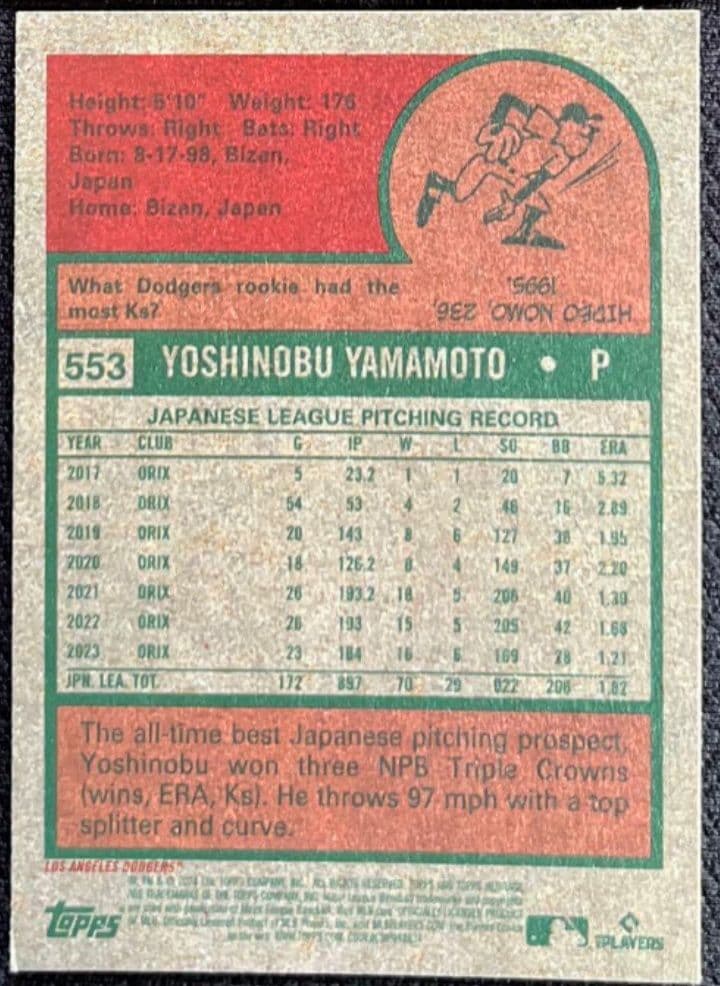 Height: 5'10" Weight: 176
Throws: Right Bats: Right
Born: 8-17-98, Bizen,
Japan
Home: Bizen, Japan
What Dodgers rookie had the
most Ks?
HIDEO NOMO, 236,
1995.
553 YOSHINOBU YAMAMOTO • P
JAPANESE LEAGUE PITCHING RECORD
YEAR CLUB G IP W L SO BB ERA
2017 ORIX 5 23.2 1 1 20 7 5.32
2018 ORIX 54 53 4 2 46 16 2.89
2019 ORIX 20 143 8 6 127 36 1.95
2020 ORIX 18 126.2 8 4 149 37 2.20
2021 ORIX 26 193.2 18 5 206 40 1.39
2022 ORIX 26 193 15 5 205 42 1.68
2023 ORIX 23 164 16 6 169 28 1.21
JPN. LEA. TOT. 172 897 70 29 922 206 1.82
The all-time best Japanese pitching prospect,
Yoshinobu won three NPB Triple Crowns
(wins, ERA, Ks). He throws 97 mph with a top
splitter and curve.
LOS ANGELES DODGERS
topps
PLAYERS